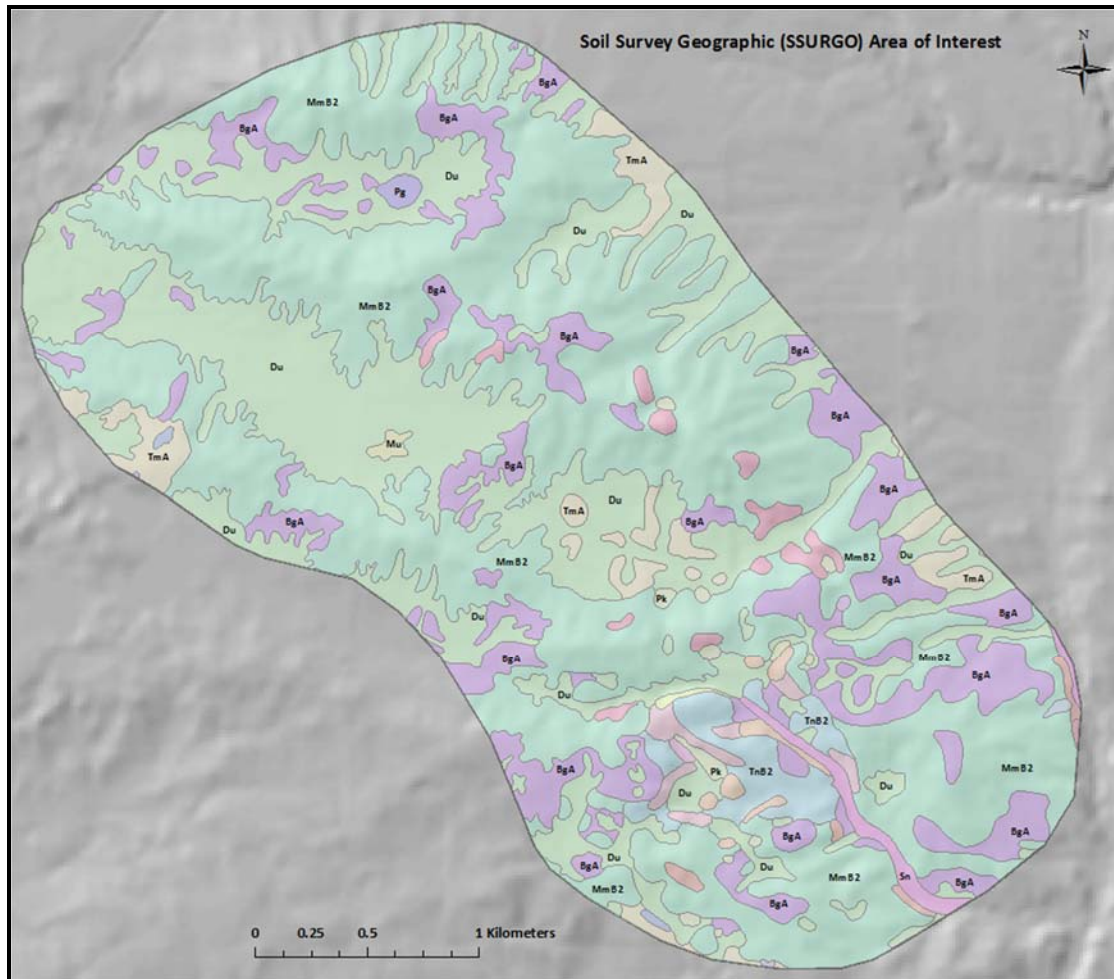 Soil Survey Geographic (SSURGO) Area of Interest
N
BgA
MmB2
BgA
BgA
TmA
Du
Pg
Du
Du
BgA
MmB2
BgA
BgA
Du
BgA
Mu
TmA
BgA
BgA
Du
TmA
BgA
BgA
Du
MmB2
MmB2
Du
BgA
TmA
Pk
Du
BgA
BgA
MmB2
BgA
Du
TnB2
BgA
Pk
TnB2
MmB2
Du
Du
BgA
BgA
Du
BgA
Du
MmB2
Sn
BgA
MmB2
BgA
0 0.25 0.5 1 Kilometers